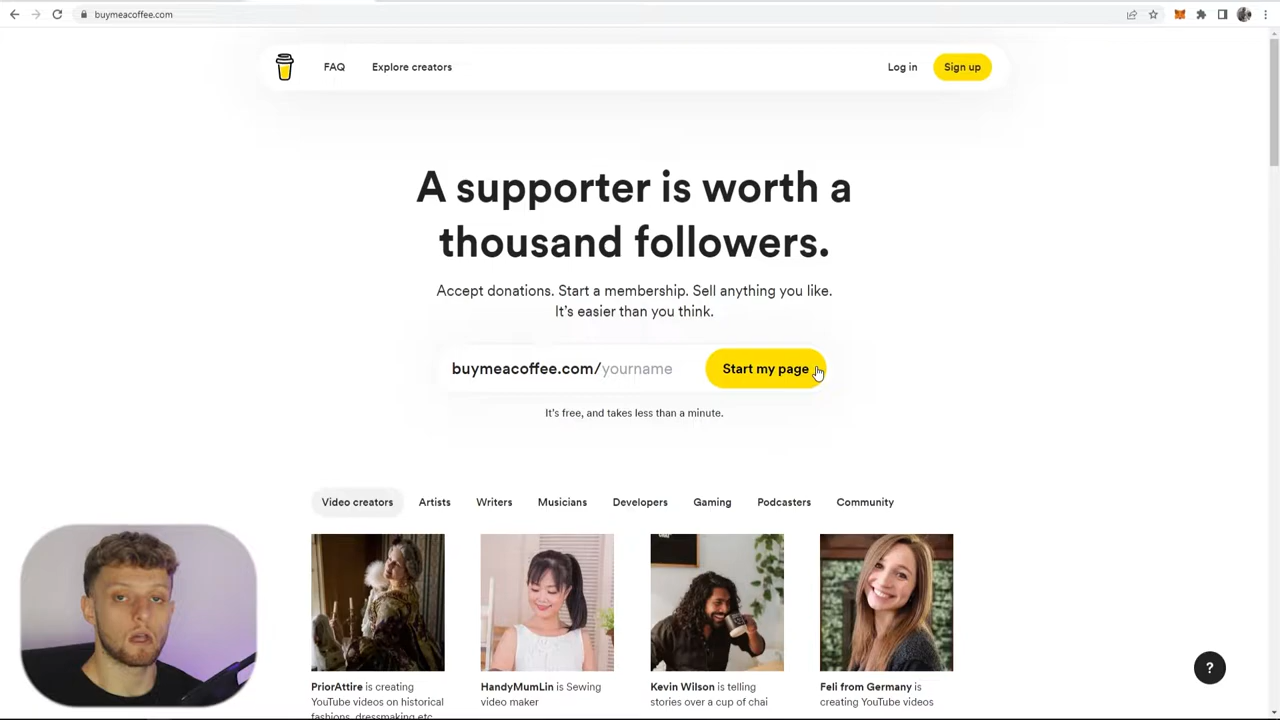 buymeacoffee.com
FAQ
Explore creators
Log in
Sign up
A supporter is worth a
thousand followers.
Accept donations. Start a membership. Sell anything you like.
It's easier than you think.
buymeacoffee.com/yourname
Start my page
It's free, and takes less than a minute.
Video creators
Artists
Writers
Musicians
Developers
Gaming
Podcasters
Community
PriorAttire is creating
YouTube videos on historical
fashions, dressmaking etc
HandyMumLin is Sewing
video maker
Kevin Wilson is telling
stories over a cup of chai
Feli from Germany is
creating YouTube videos
?